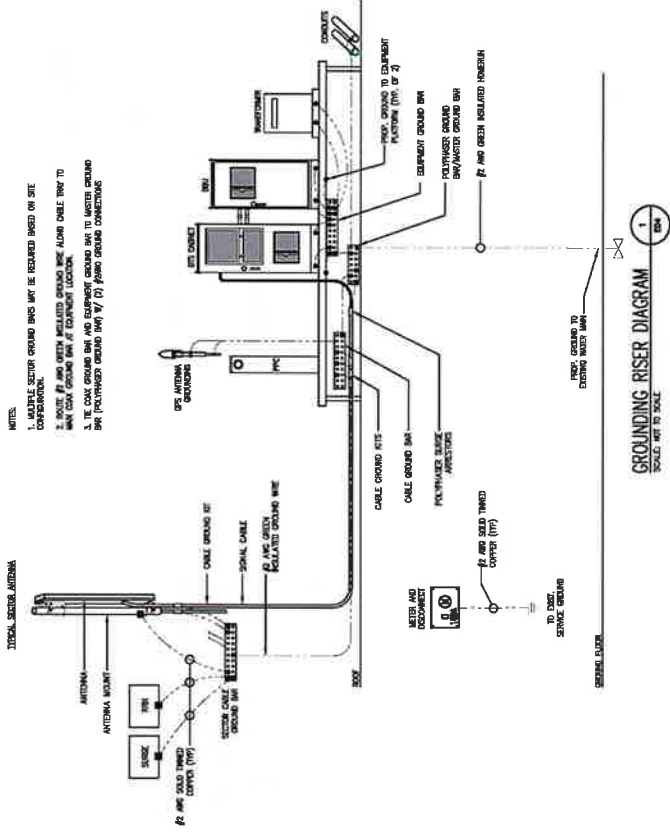 NOTES:
1. MULTIPLE SECTOR GROUND BARS MAY BE REQUIRED BASED ON SITE
CONFIGURATION.
2. ROUTE #2 AWG GREEN INSULATED GROUND WIRE ALONG CABLE TRAY TO
MAIN COAX GROUND BAR AT EQUIPMENT LOCATION.
3. TIE COAX GROUND BAR AND EQUIPMENT GROUND BAR TO MASTER GROUND
BAR (POLYPHASER GROUND BAR) W/ (2) #2AWG GROUND CONNECTIONS
TYPICAL SECTOR ANTENNA
ANTENNA
ANTENNA MOUNT
RRH
SURGE
#2 AWG SOLID TINNED
COPPER (TYP)
SECTOR CABLE
GROUND BAR
CABLE GROUND KIT
SIGNAL CABLE
#2 AWG GREEN
INSULATED GROUND WIRE
ROOF
GPS ANTENNA
GROUNDING
PPC
BTS CABINET
BBU
TRANSFORMER
CONDUITS
CABLE GROUND KITS
CABLE GROUND BAR
POLYPHASER SURGE
ARRESTORS
PROP. GROUND TO EQUIPMENT
PLATFORM (TYP. OF 2)
EQUIPMENT GROUND BAR
POLYPHASER GROUND
BAR/MASTER GROUND BAR
#2 AWG GREEN INSULATED HOMERUN
METER AND
DISCONNECT
#2 AWG SOLID TINNED
COPPER (TYP)
TO EXIST.
SERVICE GROUND
PROP. GROUND TO
EXISTING WATER MAIN
GROUND FLOOR
GROUNDING RISER DIAGRAM
SCALE: NOT TO SCALE
1
E04